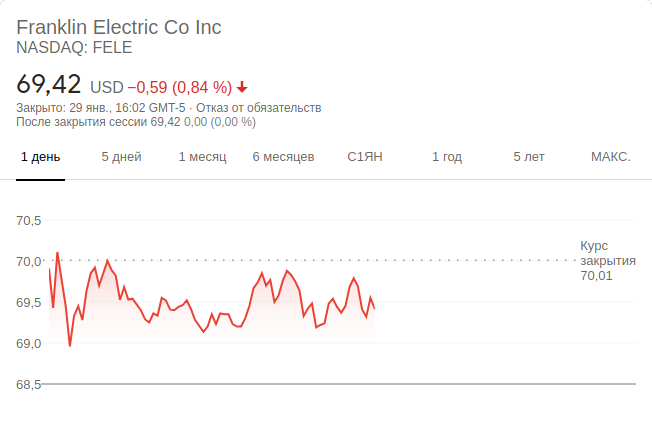 Franklin Electric Co Inc
NASDAQ: FELE
69,42 USD −0,59 (0,84 %)
Закрыто: 29 янв., 16:02 GMT-5 · Отказ от обязательств
После закрытия сессии 69,42 0,00 (0,00 %)
1 день 5 дней 1 месяц 6 месяцев С1ЯН 1 год 5 лет МАКС.
70,5
70,0
69,5
69,0
68,5
Курс
закрытия
70,01